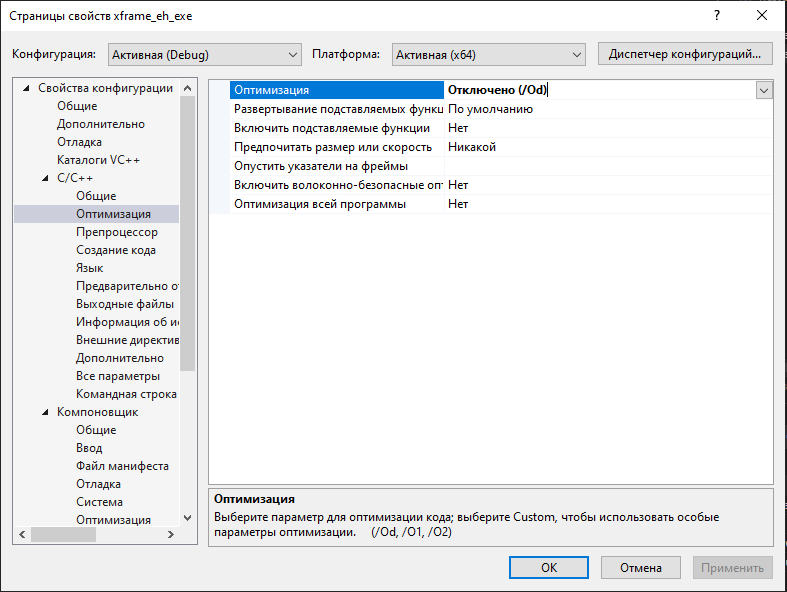 Страницы свойств xframe_eh_exe
?
Конфигурация: Активная (Debug) Платформа: Активная (x64) Диспетчер конфигураций...
Свойства конфигурации
Общие
Дополнительно
Отладка
Каталоги VC++
C/C++
Общие
Оптимизация
Препроцессор
Создание кода
Язык
Предварительно от
Выходные файлы
Информация об ис
Внешние директив
Дополнительно
Все параметры
Командная строка
Компоновщик
Общие
Ввод
Файл манифеста
Отладка
Система
Оптимизация
Оптимизация Отключено (/Od)
Развертывание подставляемых функц По умолчанию
Включить подставляемые функции Нет
Предпочитать размер или скорость Никакой
Опустить указатели на фреймы
Включить волоконно-безопасные опт Нет
Оптимизация всей программы Нет
Оптимизация
Выберите параметр для оптимизации кода; выберите Custom, чтобы использовать особые
параметры оптимизации. (/Od, /O1, /O2)
ОК Отмена Применить